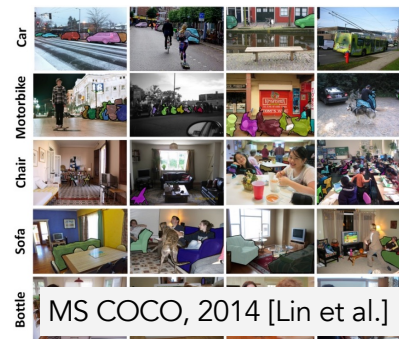 Car
Motorbike
Chair
Sofa
Bottle
MS COCO, 2014 [Lin et al.]